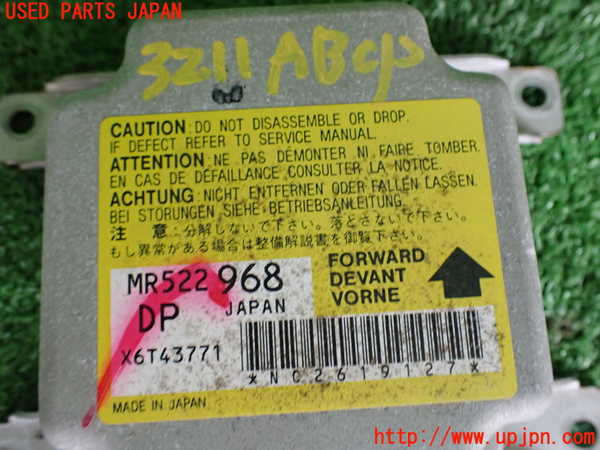 USED PARTS JAPAN
3211ABCP
CAUTION:DO NOT DISASSEMBLE OR DROP.
IF DEFECT REFER TO SERVICE MANUAL.
ATTENTION:NE PAS DÉMONTER NI FAIRE TOMBER.
EN CAS DE DÉFAILLANCE CONSULTER LA NOTICE.
ACHTUNG:NICHT ENTFERNEN ODER FALLEN LASSEN.
BEI STORUNGEN SIEHE BETRIEBSANLEITUNG.
注 意:分解しないで下さい。落とさないで下さい。
もし異常がある場合は整備解説書を御覧下さい。
MR522968
DP JAPAN
X6T43771
FORWARD
DEVANT
VORNE
*NC2619127*
MADE IN JAPAN
http://www.upjpn.com/